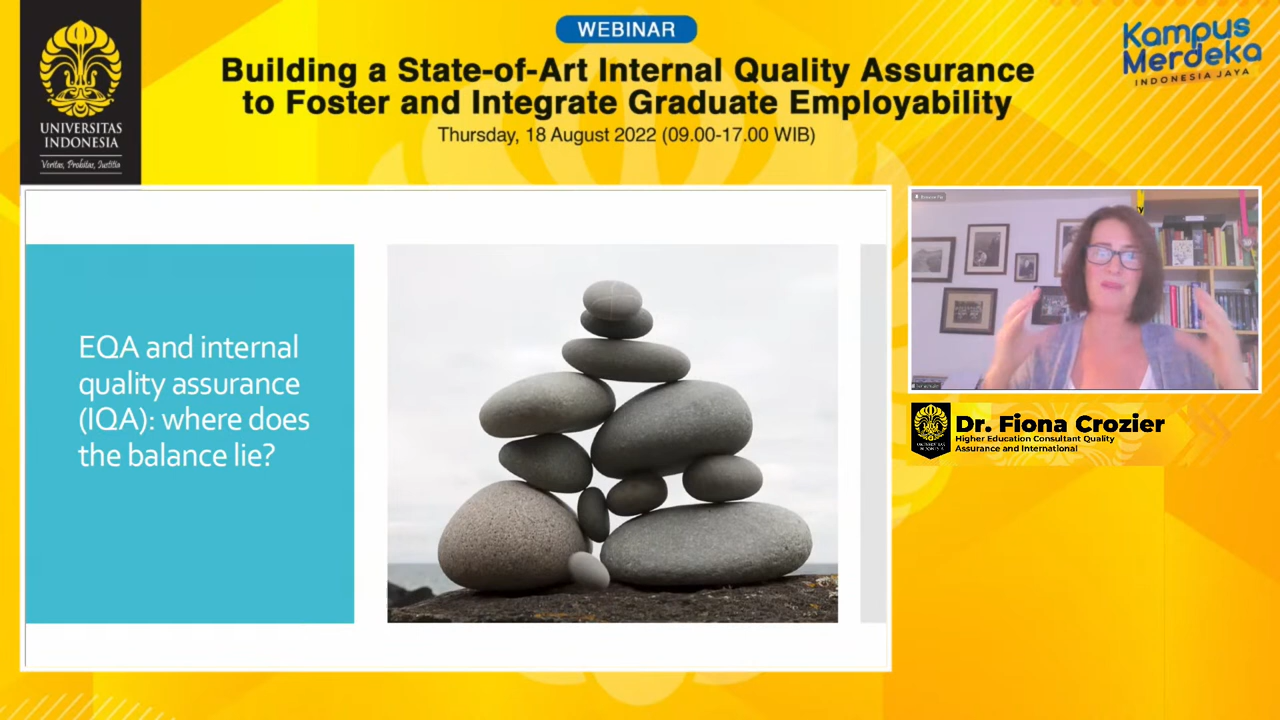 UNIVERSITAS
INDONESIA
Veritas, Probitas, Justitia
WEBINAR
Building a State-of-Art Internal Quality Assurance
to Foster and Integrate Graduate Employability
Thursday, 18 August 2022 (09.00-17.00 WIB)
Kampus
Merdeka
INDONESIA JAYA
EQA and internal
quality assurance
(IQA): where does
the balance lie?
Dr. Fiona Crozier
Higher Education Consultant Quality
Assurance and International